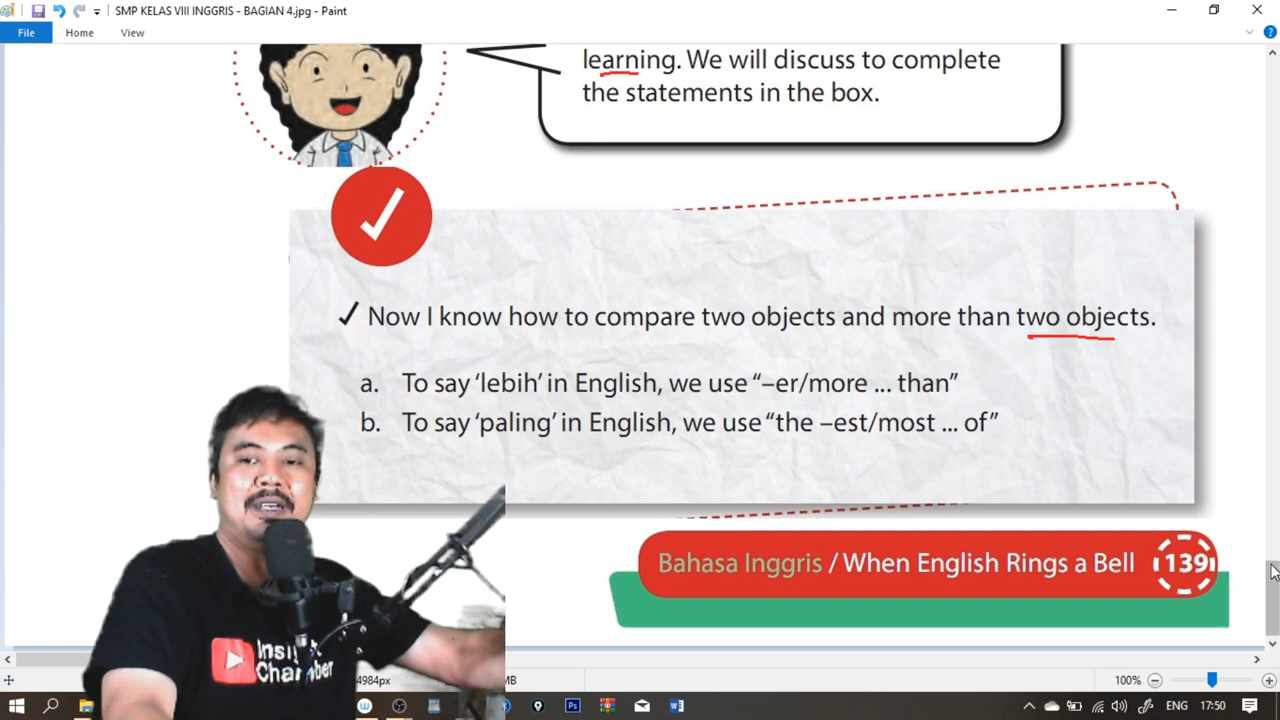 SMP KELAS VIII INGGRIS - BAGIAN 4.jpg - Paint
File Home View
learning. We will discuss to complete
the statements in the box.
✓ Now I know how to compare two objects and more than two objects.
a. To say ‘lebih’ in English, we use “–er/more ... than”
b. To say ‘paling’ in English, we use “the –est/most ... of”
Bahasa Inggris / When English Rings a Bell 139
Chamber
4984px
100%
ENG 17:50